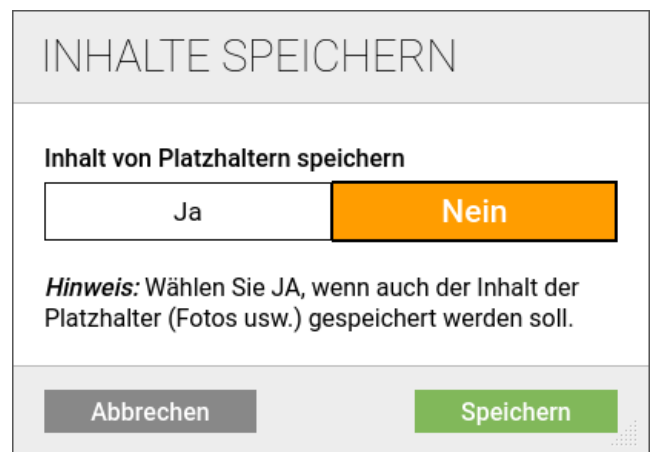 INHALTE SPEICHERN
Inhalt von Platzhaltern speichern
Ja Nein
Hinweis: Wählen Sie JA, wenn auch der Inhalt der
Platzhalter (Fotos usw.) gespeichert werden soll.
Abbrechen Speichern